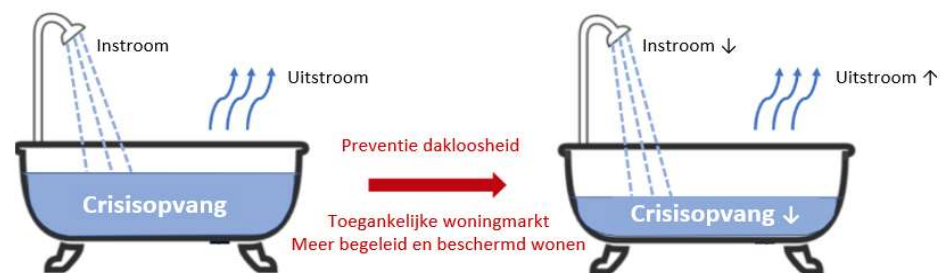 Instroom
Uitstroom
Crisisopvang
Preventie dakloosheid
Toegankelijke woningmarkt
Meer begeleid en beschermd wonen
Instroom ↓
Uitstroom ↑
Crisisopvang ↓